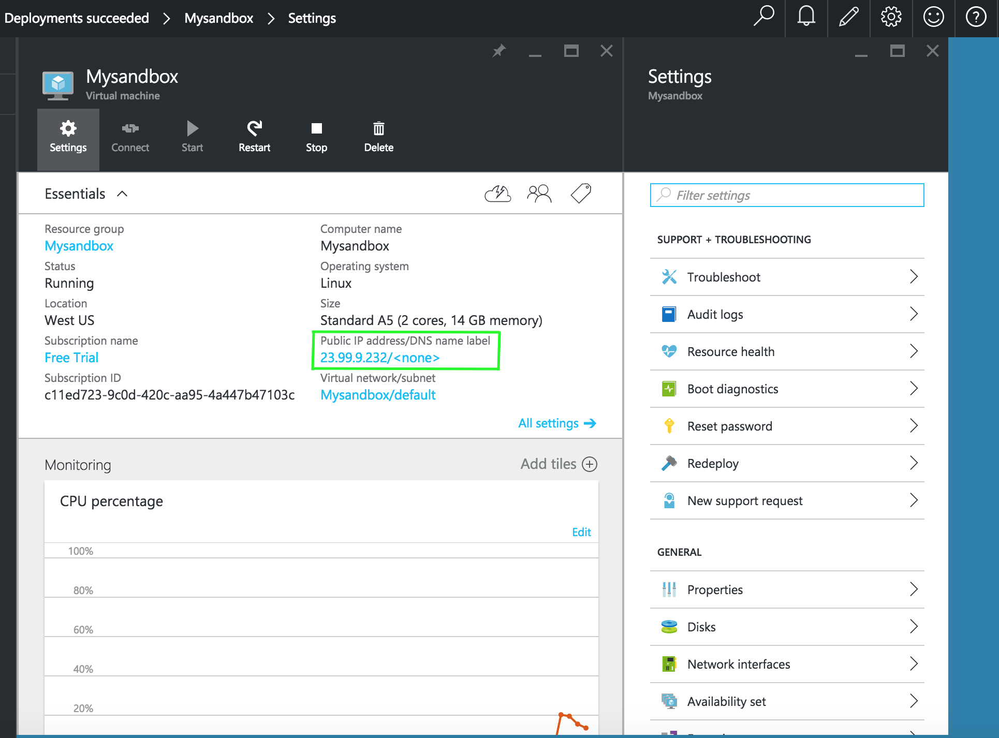 Deployments succeeded > Mysandbox > Settings
Mysandbox
Virtual machine
Settings
Connect
Start
Restart
Stop
Delete
Essentials
Resource group
Mysandbox
Status
Running
Location
West US
Subscription name
Free Trial
Subscription ID
c11ed723-9c0d-420c-aa95-4a447b47103c
Computer name
Mysandbox
Operating system
Linux
Size
Standard A5 (2 cores, 14 GB memory)
Public IP address/DNS name label
23.99.9.232/<none>
Virtual network/subnet
Mysandbox/default
All settings →
Monitoring
Add tiles
CPU percentage
Edit
100%
80%
60%
40%
20%
Settings
Mysandbox
Filter settings
SUPPORT + TROUBLESHOOTING
Troubleshoot
Audit logs
Resource health
Boot diagnostics
Reset password
Redeploy
New support request
GENERAL
Properties
Disks
Network interfaces
Availability set